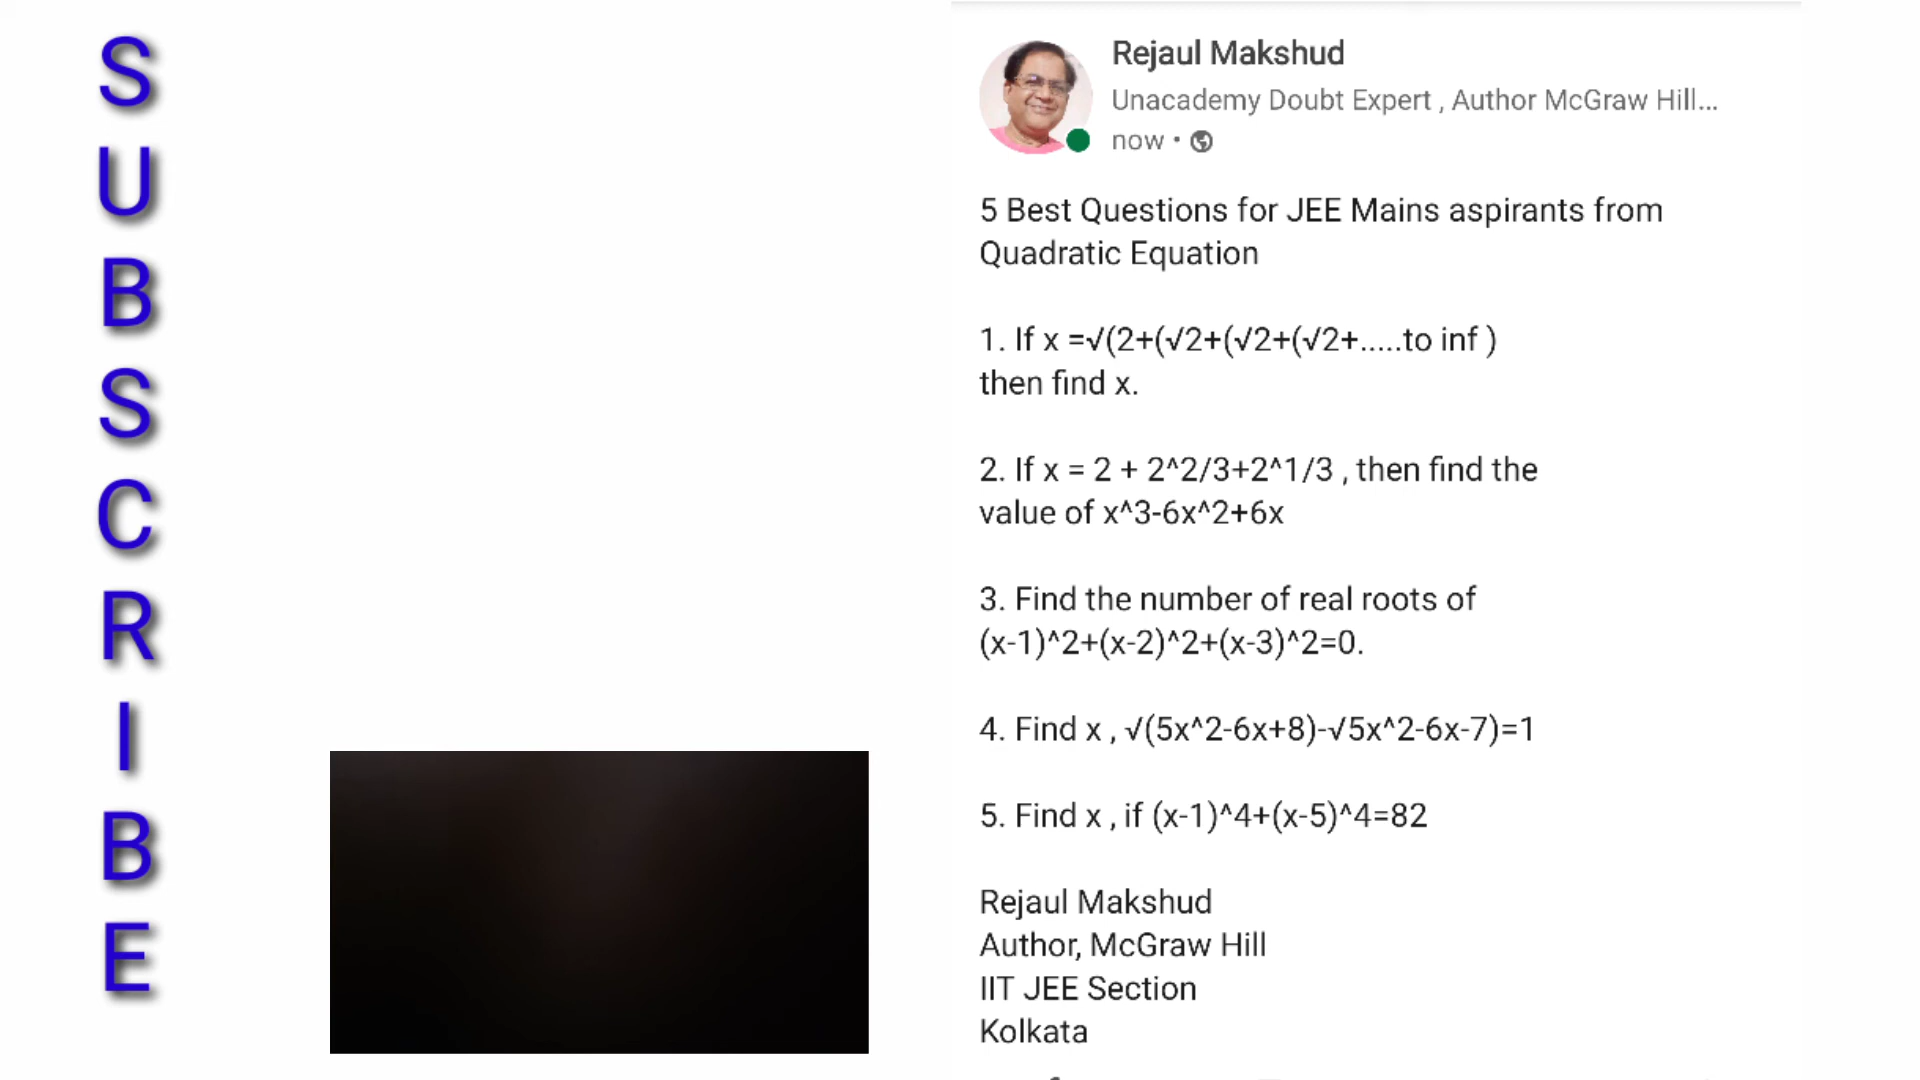 S
U
B
S
C
R
I
B
E
Rejaul Makshud
Unacademy Doubt Expert , Author McGraw Hill...
now •
5 Best Questions for JEE Mains aspirants from
Quadratic Equation
1. If x =√(2+(√2+(√2+(√2+.....to inf )
then find x.
2. If x = 2 + 2^2/3+2^1/3 , then find the
value of x^3-6x^2+6x
3. Find the number of real roots of
(x-1)^2+(x-2)^2+(x-3)^2=0.
4. Find x , √(5x^2-6x+8)-√5x^2-6x-7)=1
5. Find x , if (x-1)^4+(x-5)^4=82
Rejaul Makshud
Author, McGraw Hill
IIT JEE Section
Kolkata